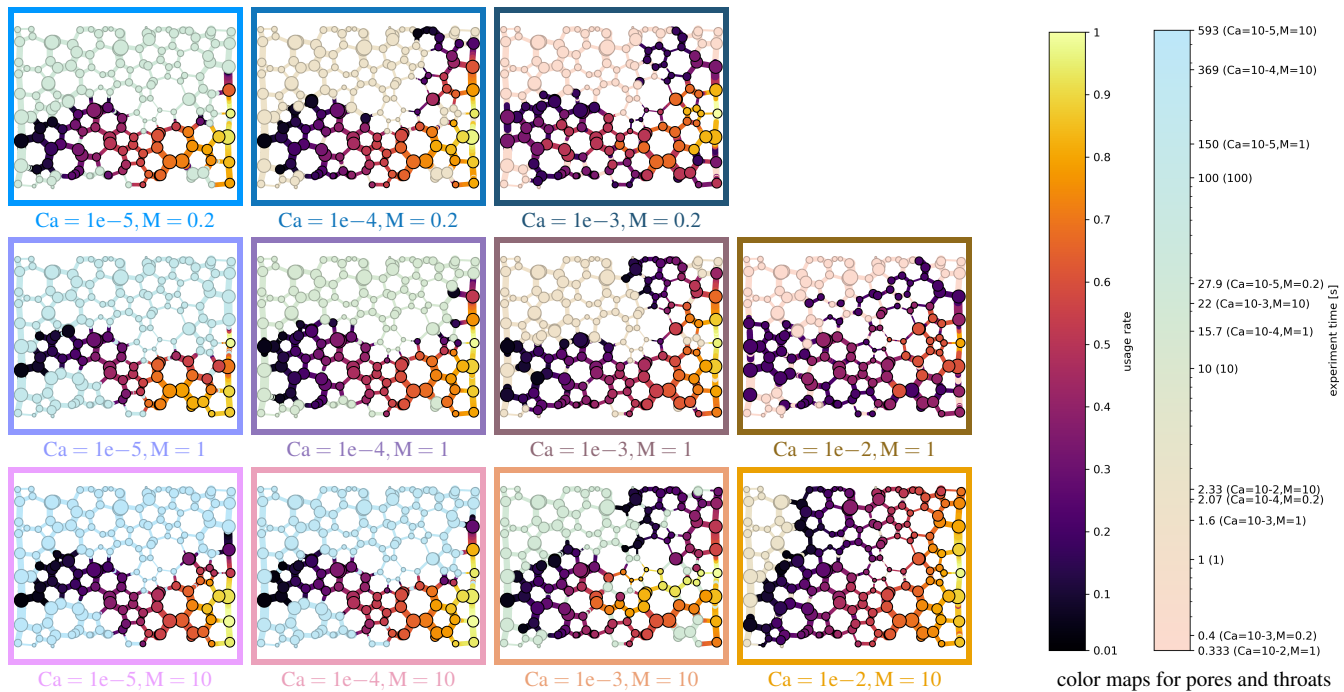 Ca = 1e−5, M = 0.2
Ca = 1e−4, M = 0.2
Ca = 1e−3, M = 0.2
Ca = 1e−5, M = 1
Ca = 1e−4, M = 1
Ca = 1e−3, M = 1
Ca = 1e−2, M = 1
Ca = 1e−5, M = 10
Ca = 1e−4, M = 10
Ca = 1e−3, M = 10
Ca = 1e−2, M = 10
1
0.9
0.8
0.7
0.6
0.5
0.4
0.3
0.2
0.1
0.01
usage rate
593 (Ca=10-5,M=10)
369 (Ca=10-4,M=10)
150 (Ca=10-5,M=1)
100 (100)
27.9 (Ca=10-5,M=0.2)
22 (Ca=10-3,M=10)
15.7 (Ca=10-4,M=1)
10 (10)
2.33 (Ca=10-2,M=10)
2.07 (Ca=10-4,M=0.2)
1.6 (Ca=10-3,M=1)
1 (1)
0.4 (Ca=10-3,M=0.2)
0.333 (Ca=10-2,M=1)
experiment time [s]
color maps for pores and throats